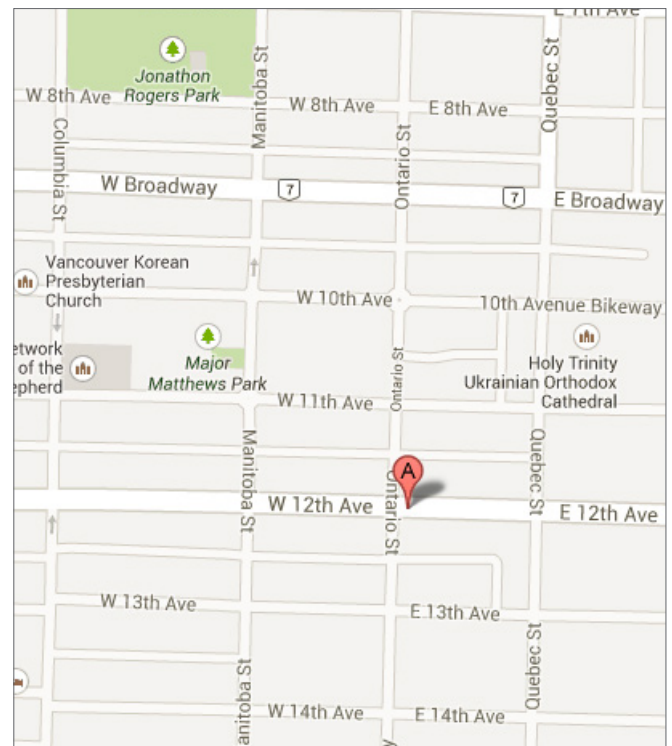 E 7th Ave
Jonathon
Rogers Park
W 8th Ave
W 8th Ave
E 8th Ave
Manitoba St
Quebec St
Columbia St
Ontario St
W Broadway
7
7
E Broadway
Vancouver Korean
Presbyterian
Church
W 10th Ave
10th Avenue Bikeway
etwork
of the
epherd
Major
Matthews Park
Ontario St
Holy Trinity
Ukrainian Orthodox
Cathedral
W 11th Ave
Manitoba St
Quebec St
A
Ontario St
W 12th Ave
E 12th Ave
W 13th Ave
E 13th Ave
Quebec St
anitoba St
W 14th Ave
E 14th Ave
y